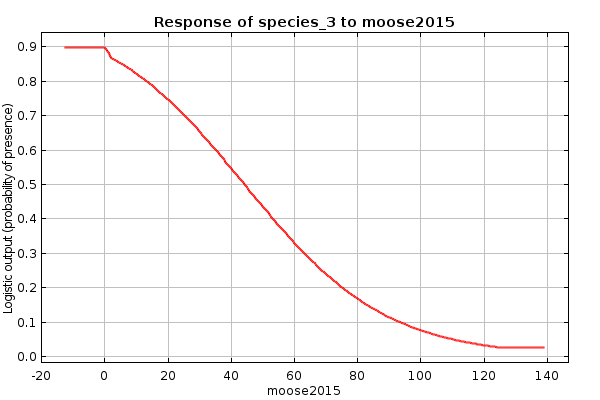 Response of species_3 to moose2015
Logistic output (probability of presence)
0.9
0.8
0.7
0.6
0.5
0.4
0.3
0.2
0.1
0.0
-20 0 20 40 60 80 100 120 140
moose2015